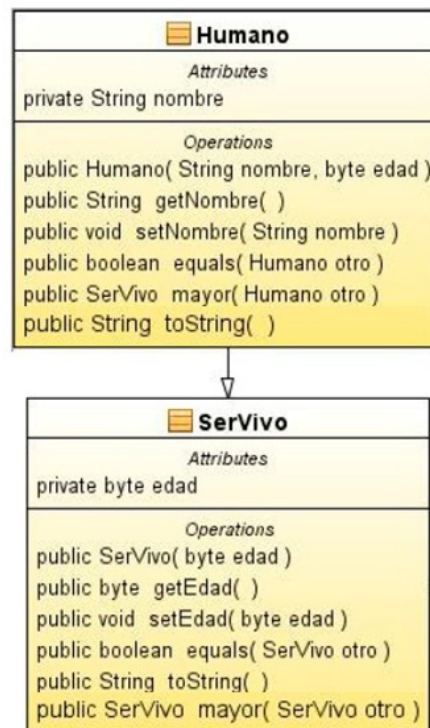 Humano
Attributes
private String nombre
Operations
public Humano( String nombre, byte edad )
public String getNombre( )
public void setNombre( String nombre )
public boolean equals( Humano otro )
public SerVivo mayor( Humano otro )
public String toString( )
SerVivo
Attributes
private byte edad
Operations
public SerVivo( byte edad )
public byte getEdad( )
public void setEdad( byte edad )
public boolean equals( SerVivo otro )
public String toString( )
public SerVivo mayor( SerVivo otro )